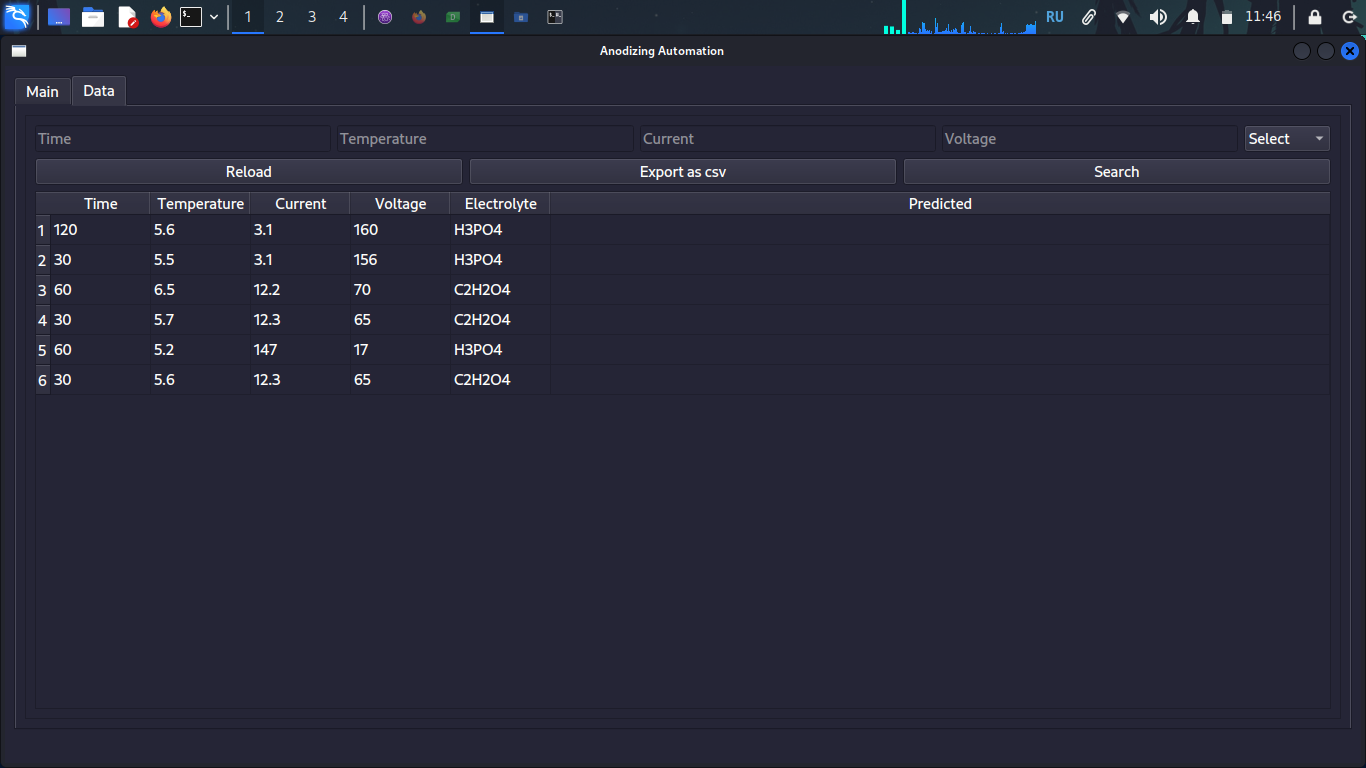 1 2 3 4 RU 11:46
Anodizing Automation
Main Data
Time Temperature Current Voltage Select
Reload Export as csv Search
Time Temperature Current Voltage Electrolyte Predicted
1 120 5.6 3.1 160 H3PO4
2 30 5.5 3.1 156 H3PO4
3 60 6.5 12.2 70 C2H2O4
4 30 5.7 12.3 65 C2H2O4
5 60 5.2 147 17 H3PO4
6 30 5.6 12.3 65 C2H2O4